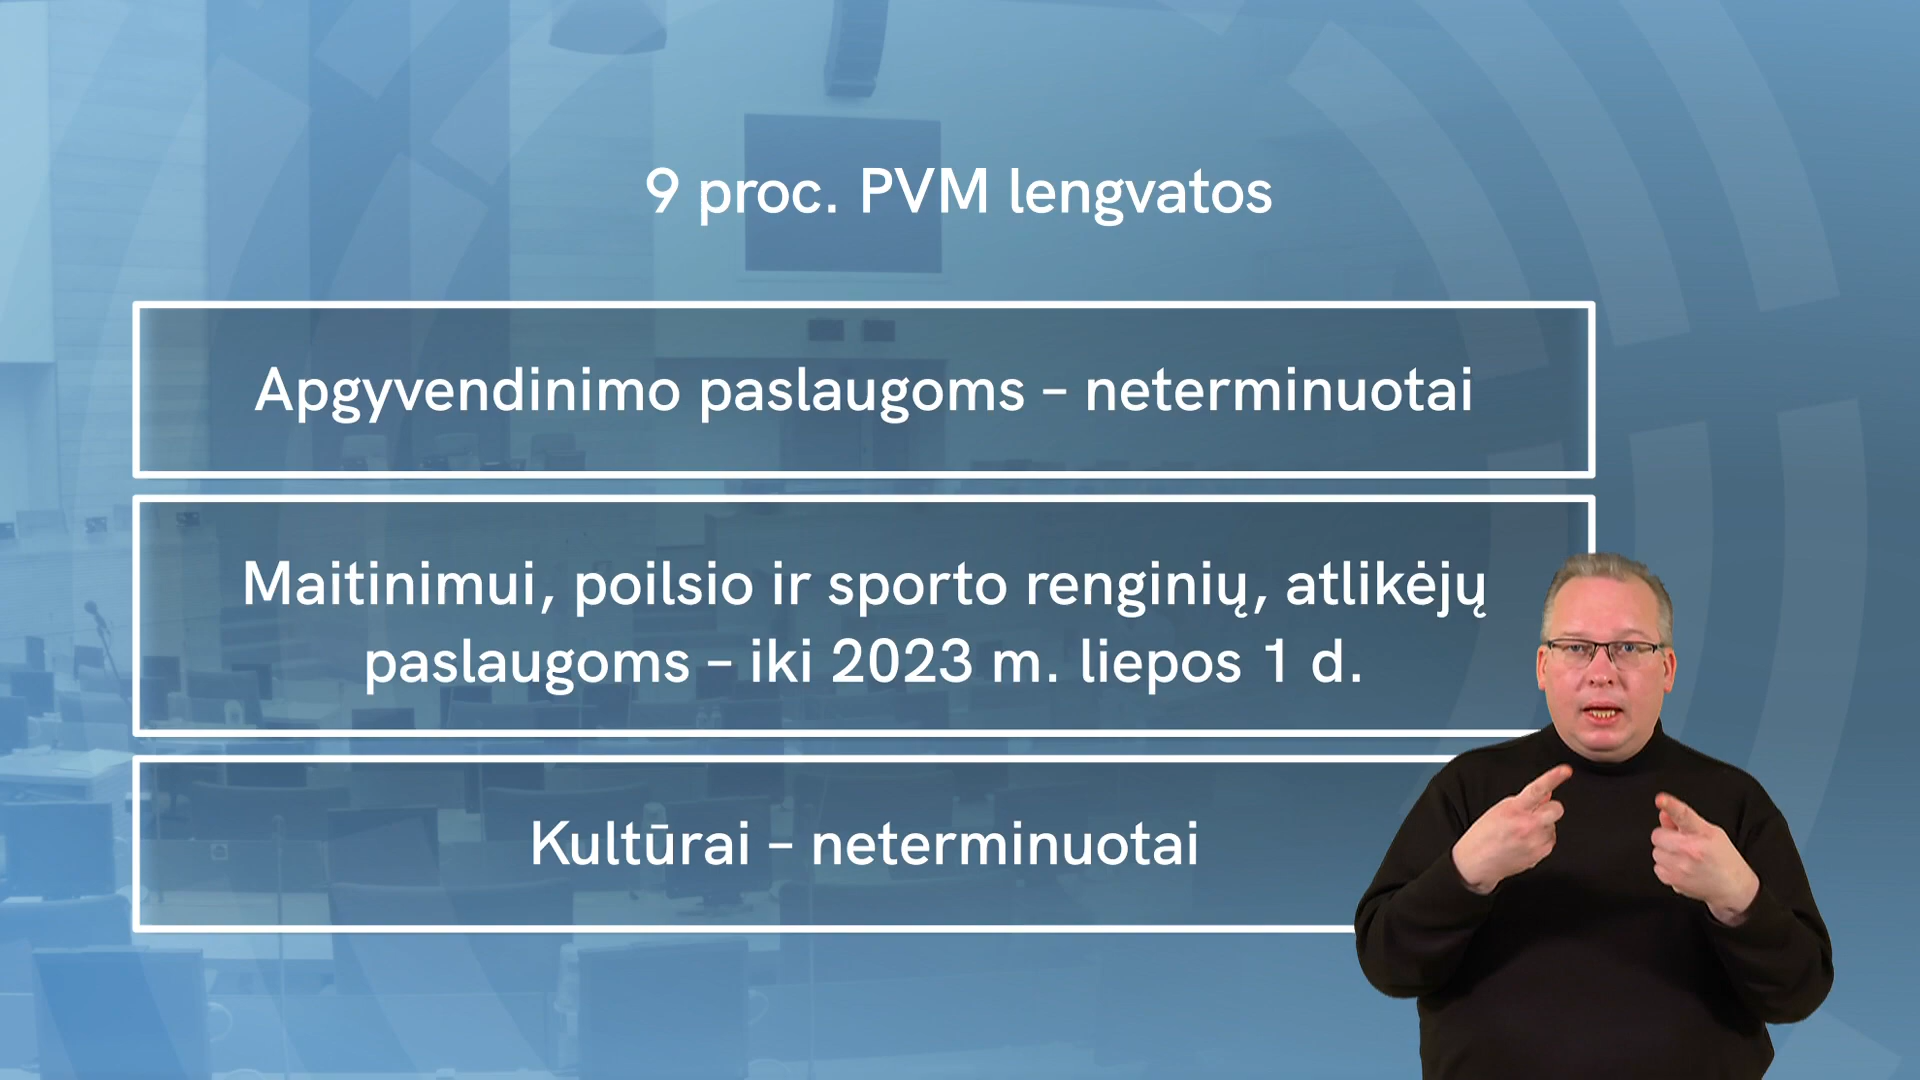 9 proc. PVM lengvatos
Apgyvendinimo paslaugoms – neterminuotai
Maitinimui, poilsio ir sporto renginių, atlikėjų
paslaugoms – iki 2023 m. liepos 1 d.
Kultūrai – neterminuotai